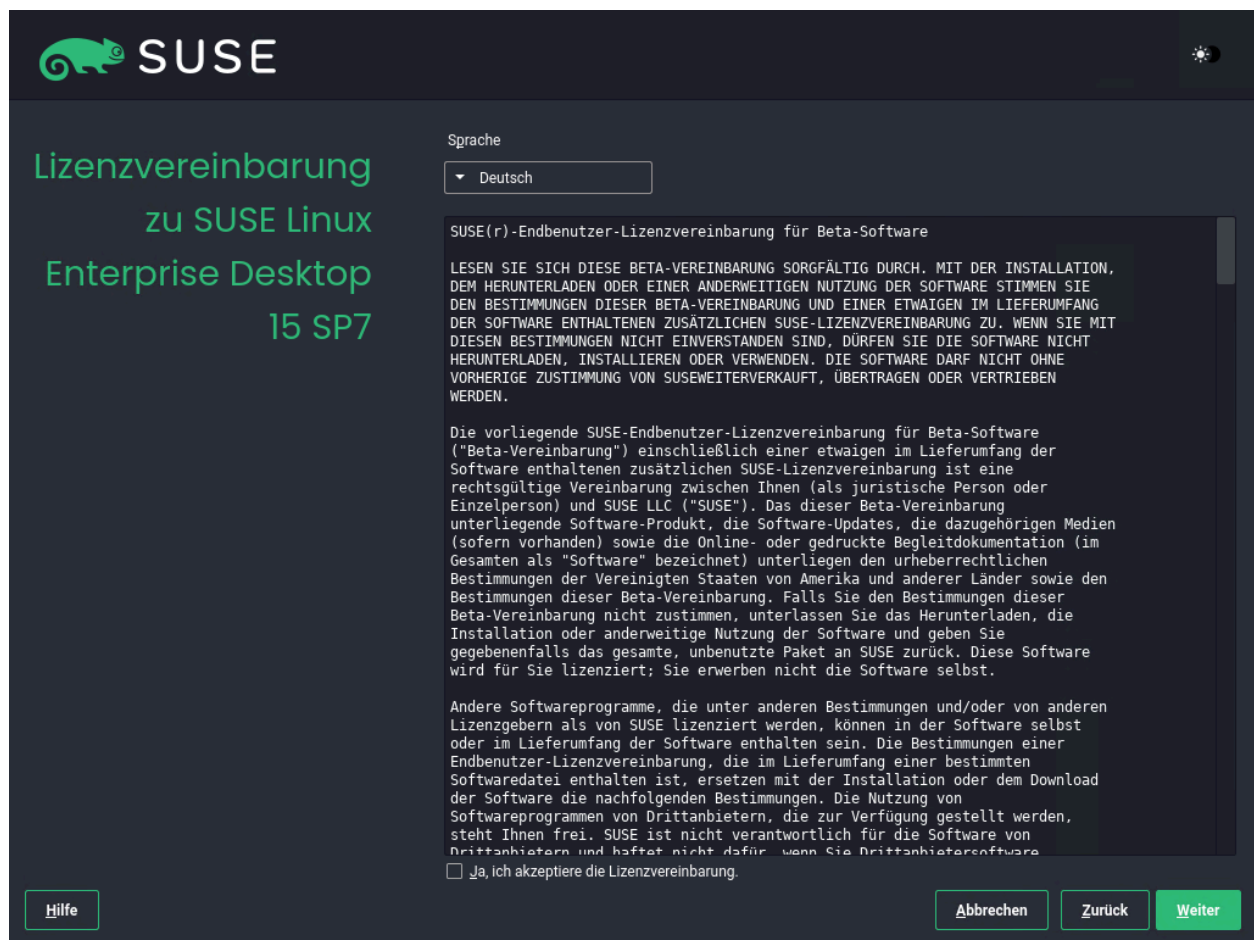 SUSE
Lizenzvereinbarung
zu SUSE Linux
Enterprise Desktop
15 SP7
Sprache
Deutsch
SUSE(r)-Endbenutzer-Lizenzvereinbarung für Beta-Software
LESEN SIE SICH DIESE BETA-VEREINBARUNG SORGFÄLTIG DURCH. MIT DER INSTALLATION,
DEM HERUNTERLADEN ODER EINER ANDERWEITIGEN NUTZUNG DER SOFTWARE STIMMEN SIE
DEN BESTIMMUNGEN DIESER BETA-VEREINBARUNG UND EINER ETWAIGEN IM LIEFERUMFANG
DER SOFTWARE ENTHALTENEN ZUSÄTZLICHEN SUSE-LIZENZVEREINBARUNG ZU. WENN SIE MIT
DIESEN BESTIMMUNGEN NICHT EINVERSTANDEN SIND, DÜRFEN SIE DIE SOFTWARE NICHT
HERUNTERLADEN, INSTALLIEREN ODER VERWENDEN. DIE SOFTWARE DARF NICHT OHNE
VORHERIGE ZUSTIMMUNG VON SUSEWEITERVERKAUFT, ÜBERTRAGEN ODER VERTRIEBEN
WERDEN.
Die vorliegende SUSE-Endbenutzer-Lizenzvereinbarung für Beta-Software
("Beta-Vereinbarung") einschließlich einer etwaigen im Lieferumfang der
Software enthaltenen zusätzlichen SUSE-Lizenzvereinbarung ist eine
rechtsgültige Vereinbarung zwischen Ihnen (als juristische Person oder
Einzelperson) und SUSE LLC ("SUSE"). Das dieser Beta-Vereinbarung
unterliegende Software-Produkt, die Software-Updates, die dazugehörigen Medien
(sofern vorhanden) sowie die Online- oder gedruckte Begleitdokumentation (im
Gesamten als "Software" bezeichnet) unterliegen den urheberrechtlichen
Bestimmungen der Vereinigten Staaten von Amerika und anderer Länder sowie den
Bestimmungen dieser Beta-Vereinbarung. Falls Sie den Bestimmungen dieser
Beta-Vereinbarung nicht zustimmen, unterlassen Sie das Herunterladen, die
Installation oder anderweitige Nutzung der Software und geben Sie
gegebenenfalls das gesamte, unbenutzte Paket an SUSE zurück. Diese Software
wird für Sie lizenziert; Sie erwerben nicht die Software selbst.
Andere Softwareprogramme, die unter anderen Bestimmungen und/oder von anderen
Lizenzgebern als von SUSE lizenziert werden, können in der Software selbst
oder im Lieferumfang der Software enthalten sein. Die Bestimmungen einer
Endbenutzer-Lizenzvereinbarung, die im Lieferumfang einer bestimmten
Softwaredatei enthalten ist, ersetzen mit der Installation oder dem Download
der Software die nachfolgenden Bestimmungen. Die Nutzung von
Softwareprogrammen von Drittanbietern, die zur Verfügung gestellt werden,
steht Ihnen frei. SUSE ist nicht verantwortlich für die Software von
Drittanbietern und haftet nicht dafür, wenn Sie Drittanbietersoftware
Ja, ich akzeptiere die Lizenzvereinbarung.
Hilfe
Abbrechen
Zurück
Weiter